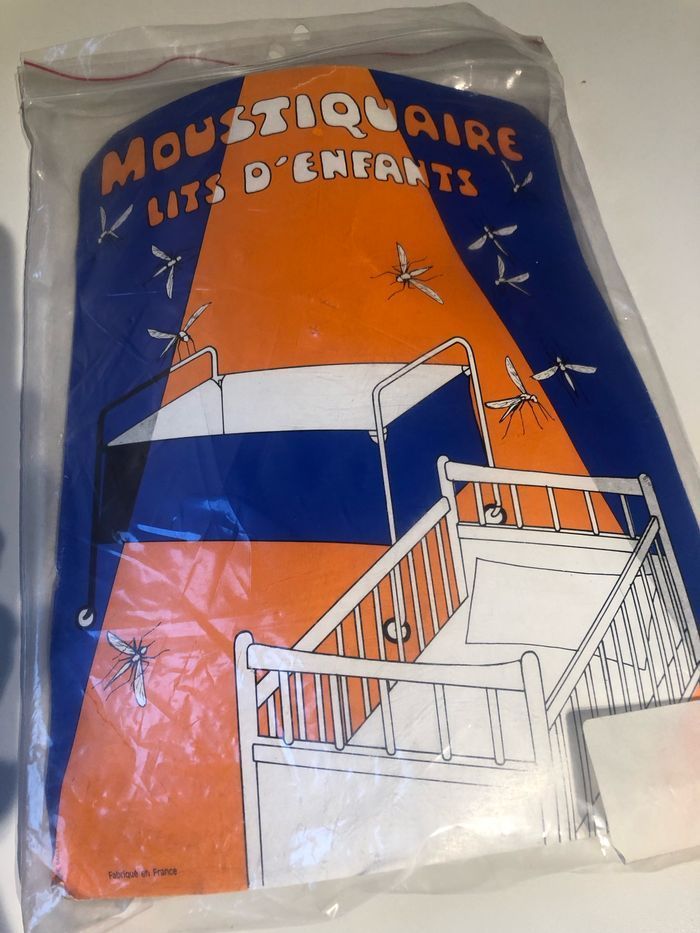 MOUSTIQUAIRE
LITS D'ENFANTS
Fabriqué en France